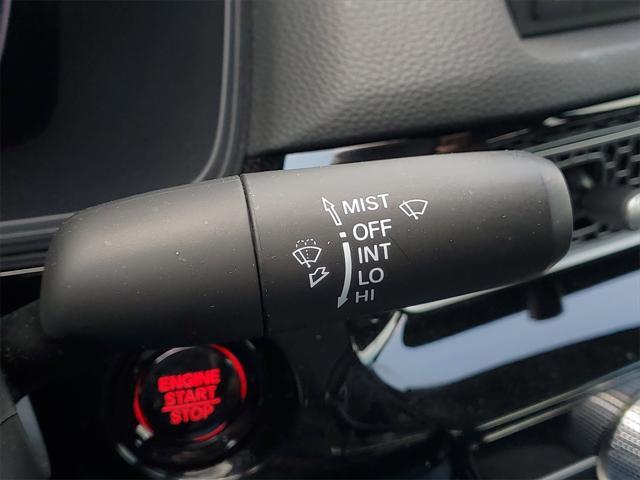 MIST
OFF
INT
LO
HI
ENGINE
START
STOP